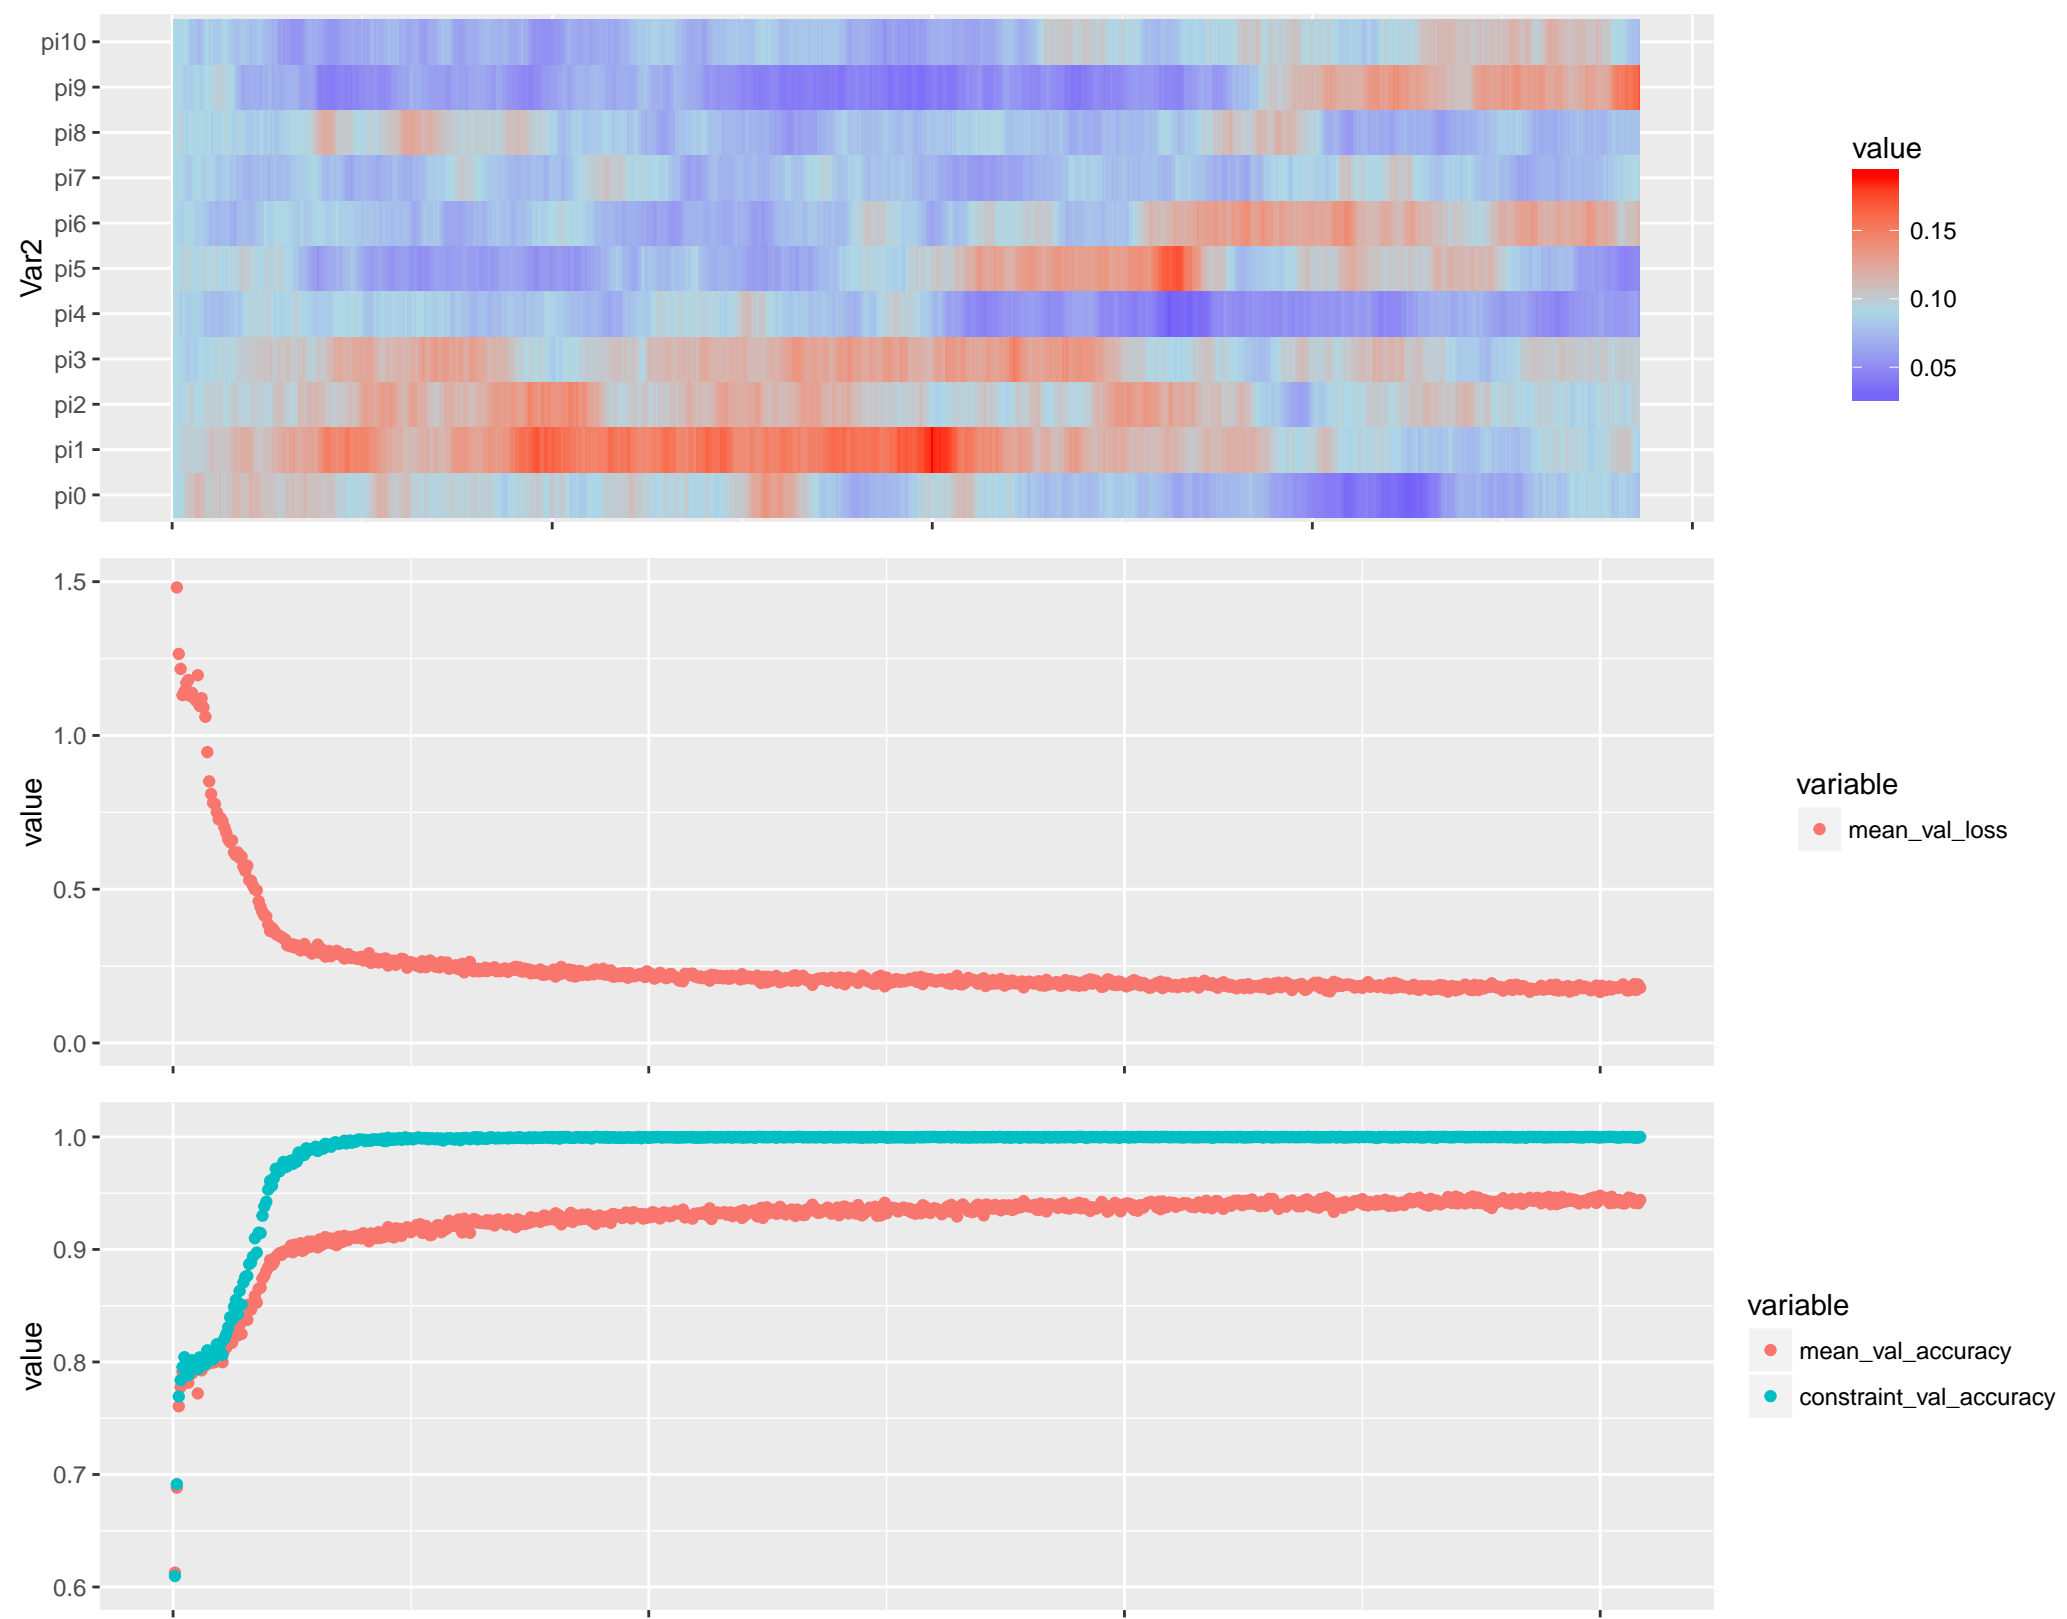 Var2
pi10
pi9
pi8
pi7
pi6
pi5
pi4
pi3
pi2
pi1
pi0
value
0.15
0.10
0.05
value
1.5
1.0
0.5
0.0
variable
mean_val_loss
value
1.0
0.9
0.8
0.7
0.6
variable
mean_val_accuracy
constraint_val_accuracy